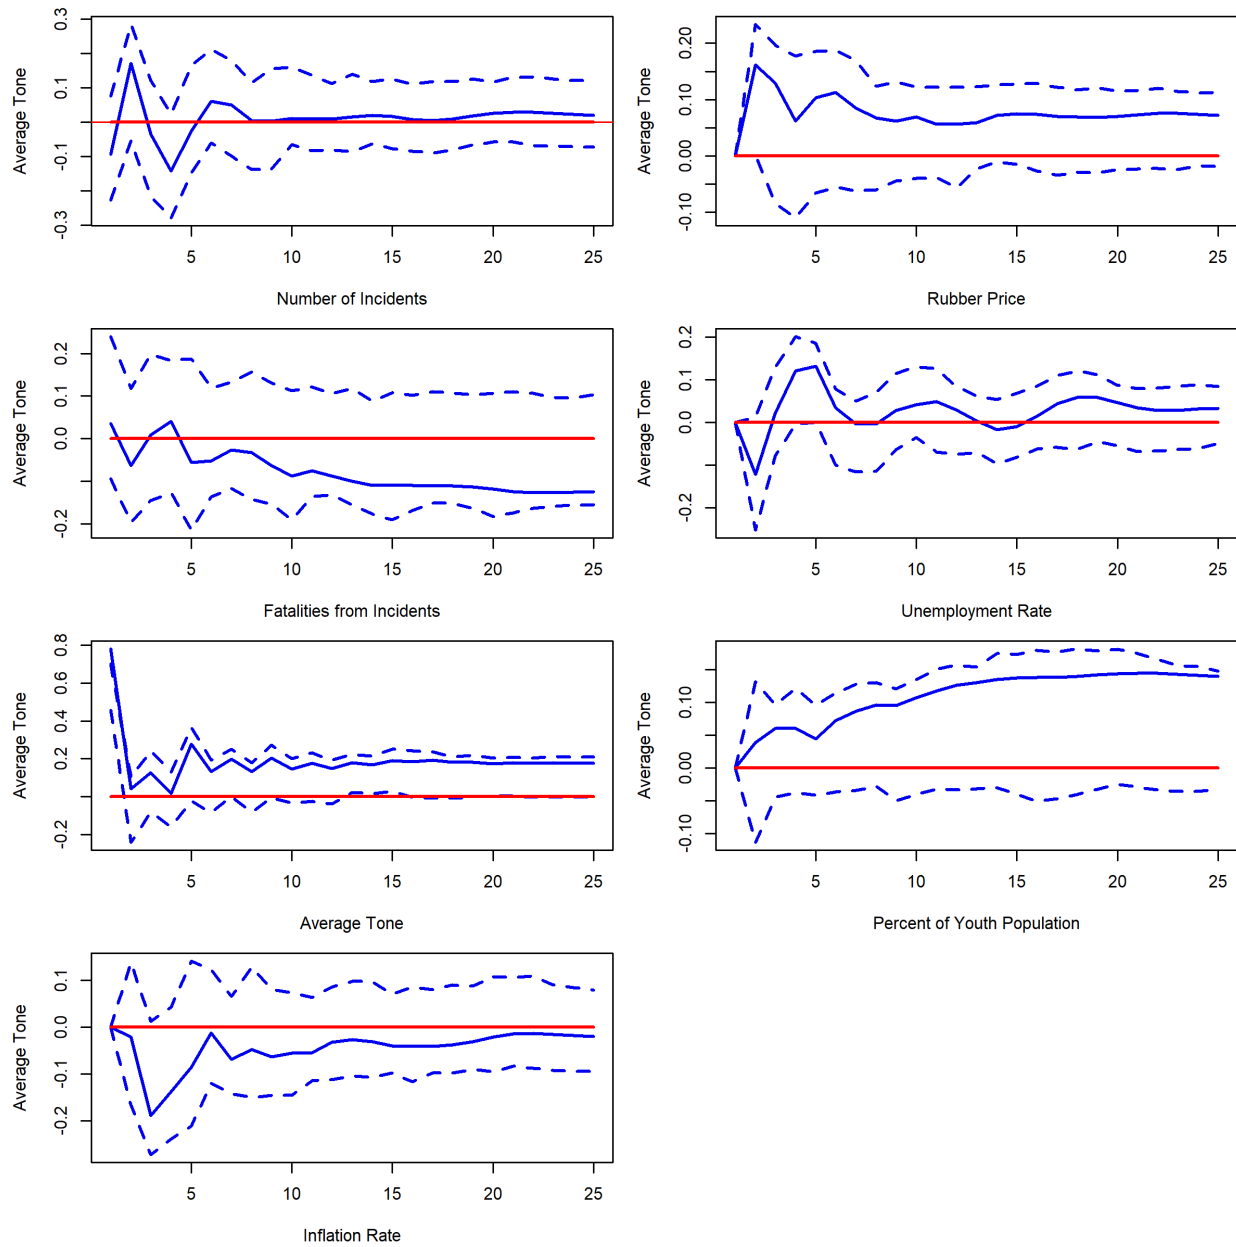 Average Tone
0.3
0.1
-0.1
-0.3
5 10 15 20 25
Number of Incidents
Average Tone
0.20
0.10
0.00
-0.10
5 10 15 20 25
Rubber Price
Average Tone
0.2
0.0
-0.2
5 10 15 20 25
Fatalities from Incidents
Average Tone
0.2
0.0
-0.2
5 10 15 20 25
Unemployment Rate
Average Tone
0.8
0.6
0.4
0.2
-0.2
5 10 15 20 25
Average Tone
Average Tone
0.10
0.00
-0.10
5 10 15 20 25
Percent of Youth Population
Average Tone
0.1
0.0
-0.1
-0.2
5 10 15 20 25
Inflation Rate